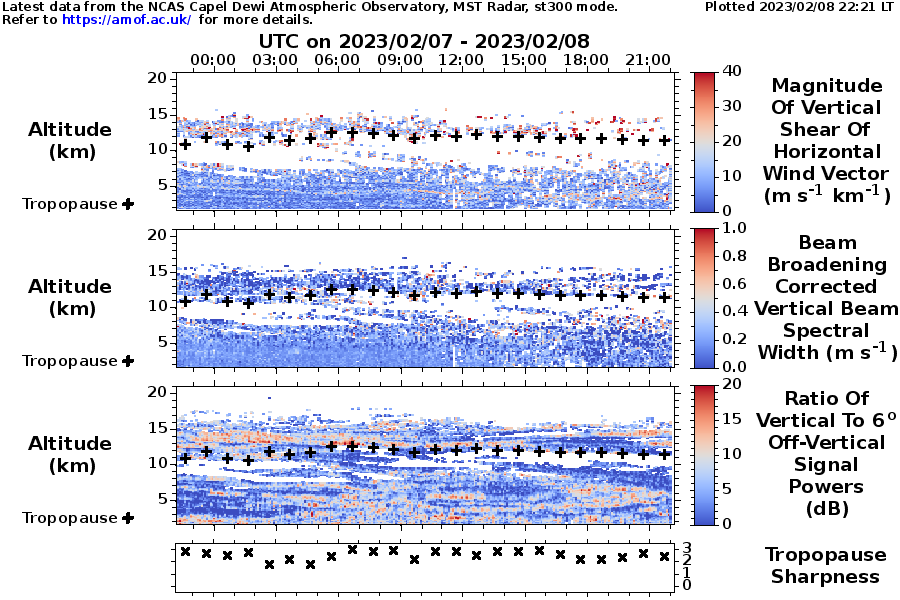 Latest data from the NCAS Capel Dewi Atmospheric Observatory, MST Radar, st300 mode.
Plotted 2023/02/08 22:21 LT
Refer to https://amof.ac.uk/ for more details.
UTC on 2023/02/07 - 2023/02/08
00:00 03:00 06:00 09:00 12:00 15:00 18:00 21:00
20
15
10
5
Altitude
(km)
Tropopause +
40
30
20
10
0
Magnitude
Of Vertical
Shear Of
Horizontal
Wind Vector
(m s-1 km-1)
20
15
10
5
Altitude
(km)
Tropopause +
1.0
0.8
0.6
0.4
0.2
0.0
Beam
Broadening
Corrected
Vertical Beam
Spectral
Width (m s-1)
20
15
10
5
Altitude
(km)
Tropopause +
20
15
10
5
0
Ratio Of
Vertical To 6o
Off-Vertical
Signal
Powers
(dB)
3
2
1
0
Tropopause
Sharpness